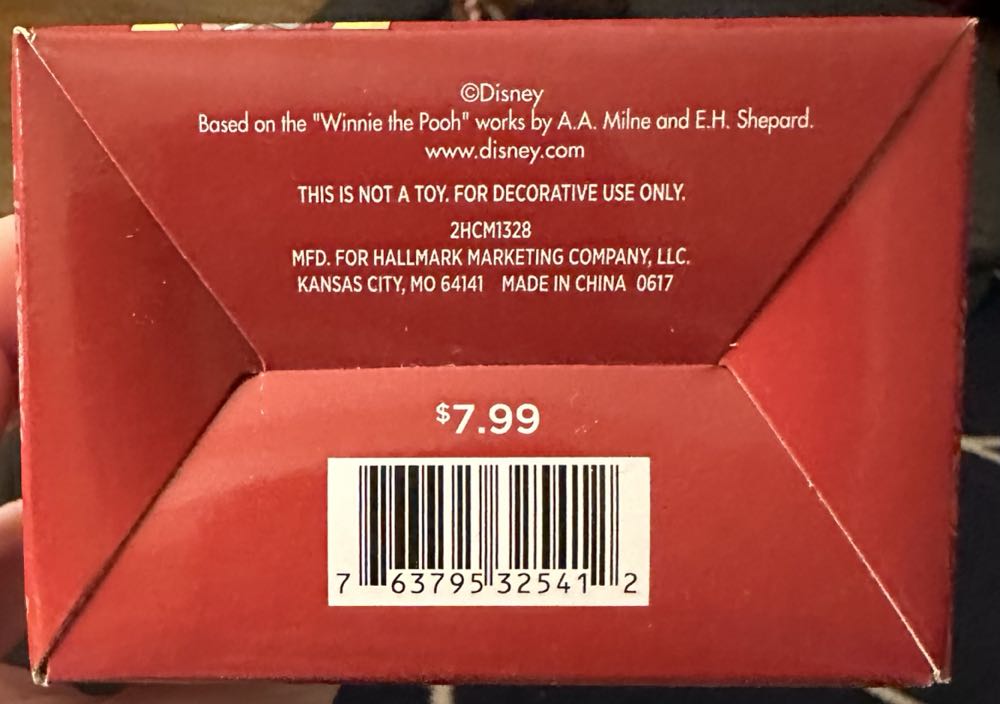 ©Disney
Based on the "Winnie the Pooh" works by A.A. Milne and E.H. Shepard.
www.disney.com
THIS IS NOT A TOY. FOR DECORATIVE USE ONLY.
2HCM1328
MFD. FOR HALLMARK MARKETING COMPANY, LLC.
KANSAS CITY, MO 64141 MADE IN CHINA 0617
$7.99
7 63795 32541 2